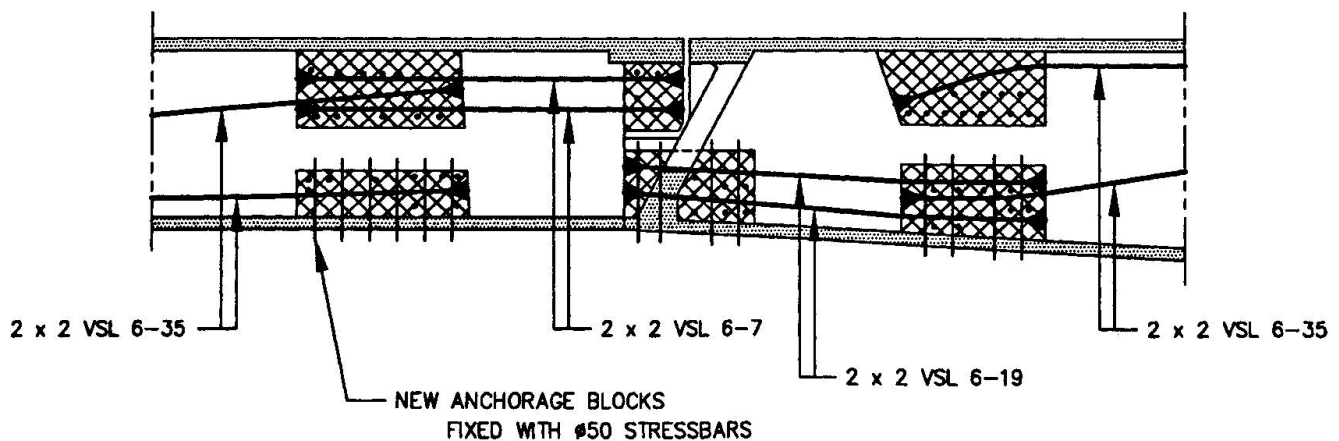 2 x 2 VSL 6-35
2 x 2 VSL 6-7
2 x 2 VSL 6-35
2 x 2 VSL 6-19
NEW ANCHORAGE BLOCKS
FIXED WITH ø50 STRESSBARS